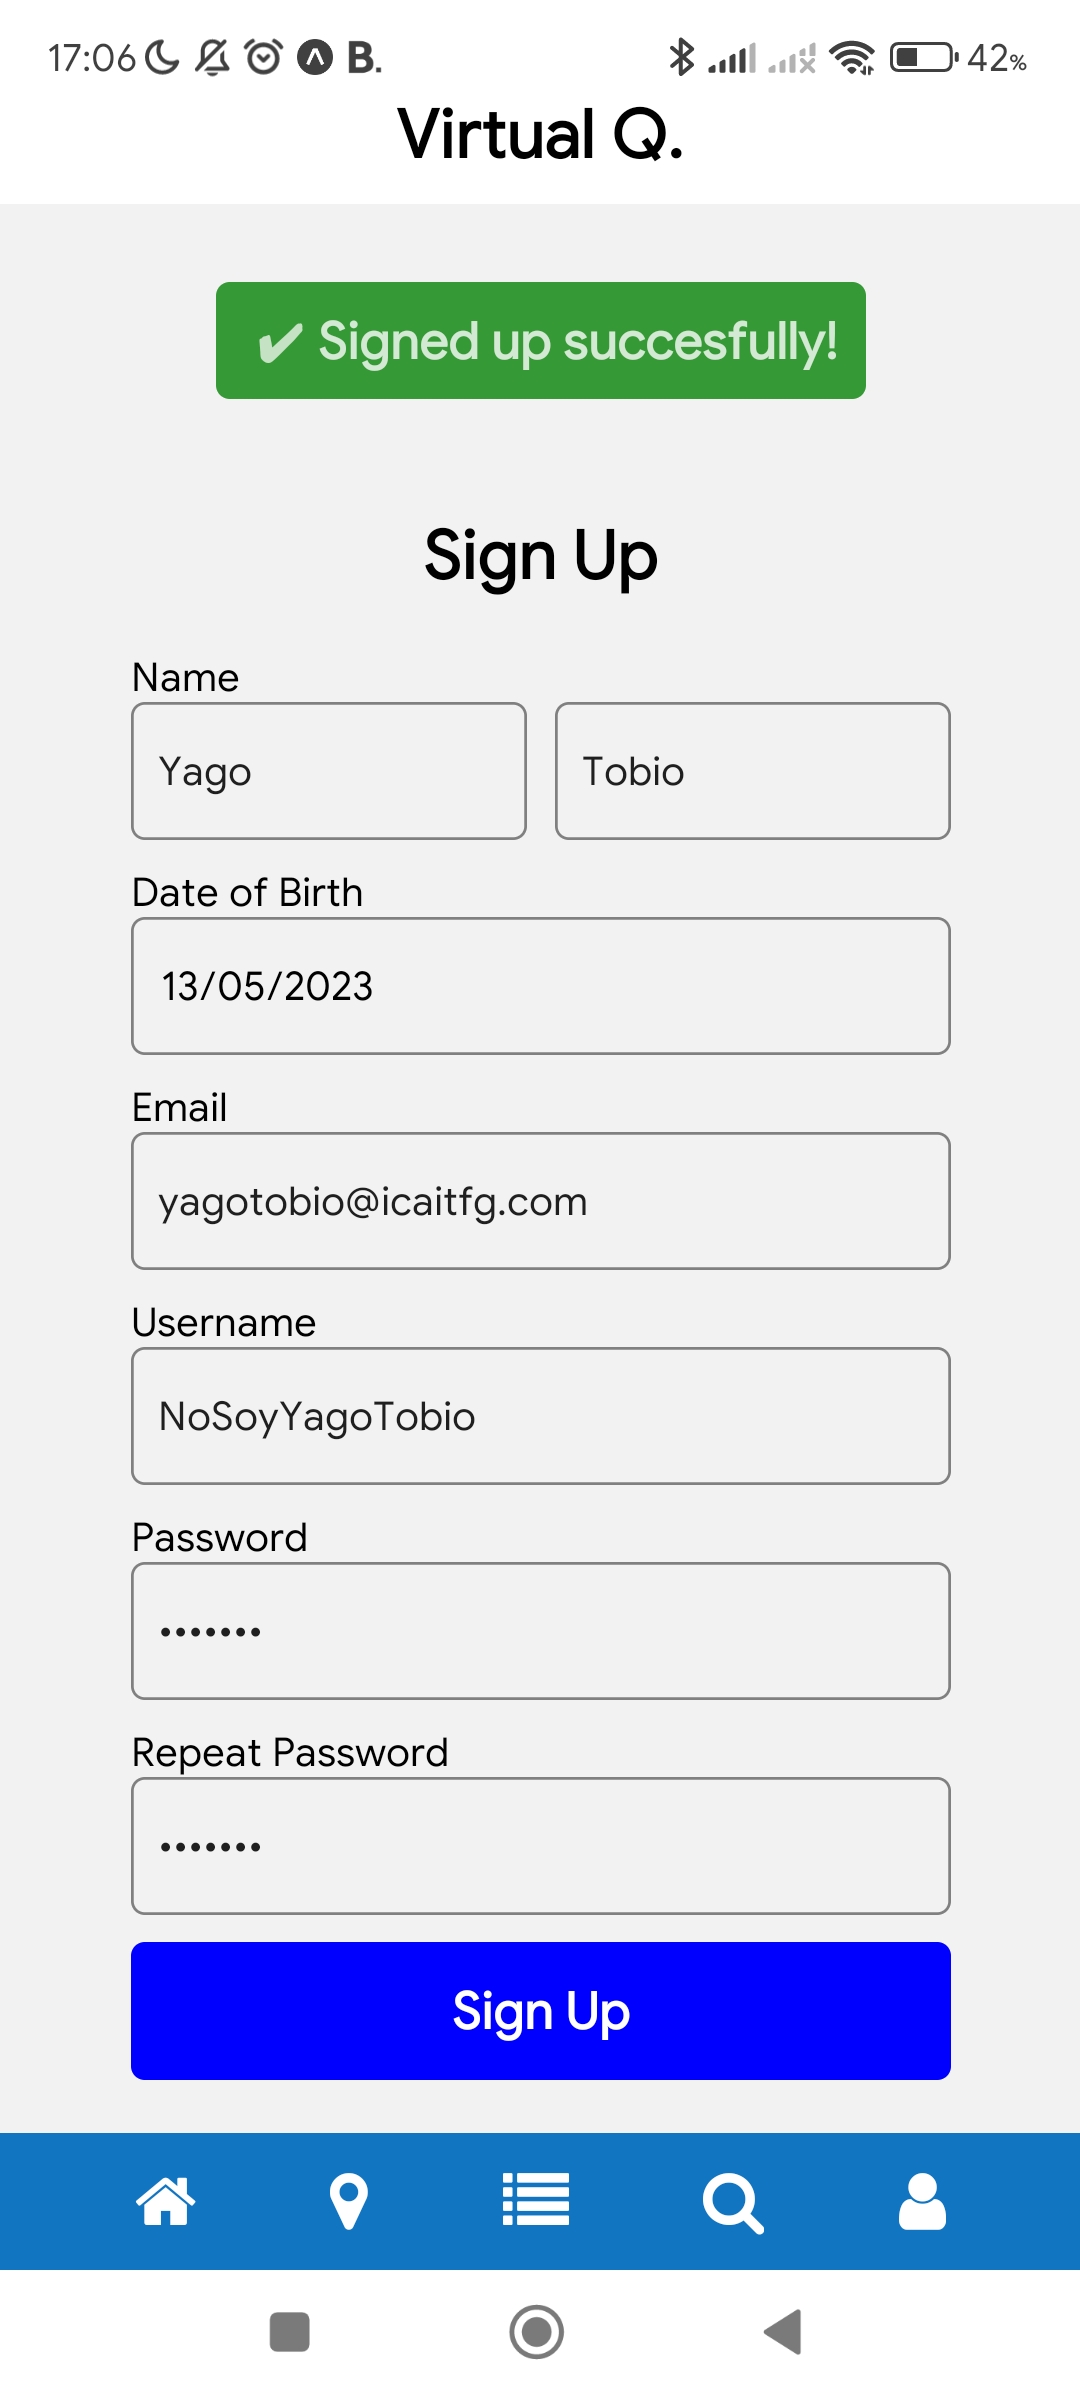 17:06 B. 42%
Virtual Q.
✔ Signed up succesfully!
Sign Up
Name
Yago Tobio
Date of Birth
13/05/2023
Email
yagotobio@icaitfg.com
Username
NoSoyYagoTobio
Password
•••••••
Repeat Password
•••••••
Sign Up